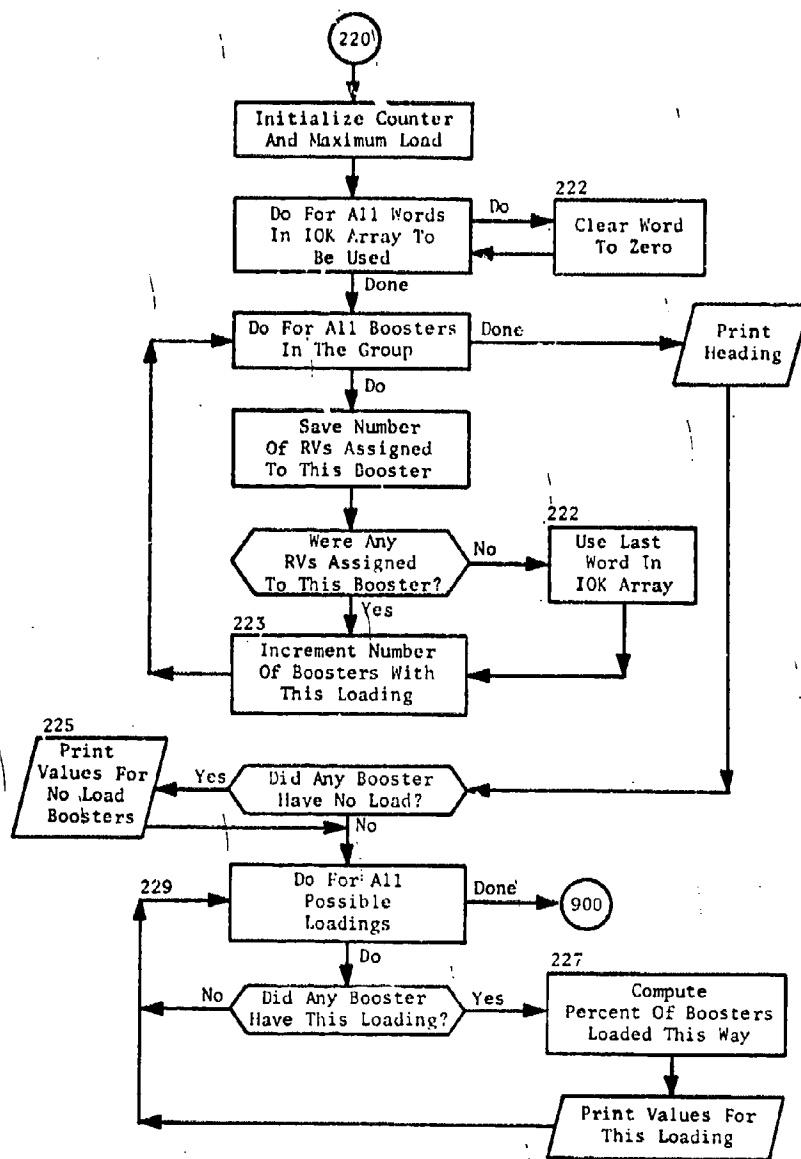 220
Initialize Counter
And Maximum Load
Do For All Words
In IOK Array To
Be Used
Do
222
Clear Word
To Zero
Done
Do For All Boosters
In The Group
Done
Print
Heading
Do
Save Number
Of RVs Assigned
To This Booster
Were Any
RVs Assigned
To This Booster?
No
222
Use Last
Word In
IOK Array
Yes
223
Increment Number
Of Boosters With
This Loading
225
Print
Values For
No Load
Boosters
Yes
Did Any Booster
Have No Load?
No
229
Do For All
Possible
Loadings
Done
900
Do
No
Did Any Booster
Have This Loading?
Yes
227
Compute
Percent Of Boosters
Loaded This Way
Print Values For
This Loading